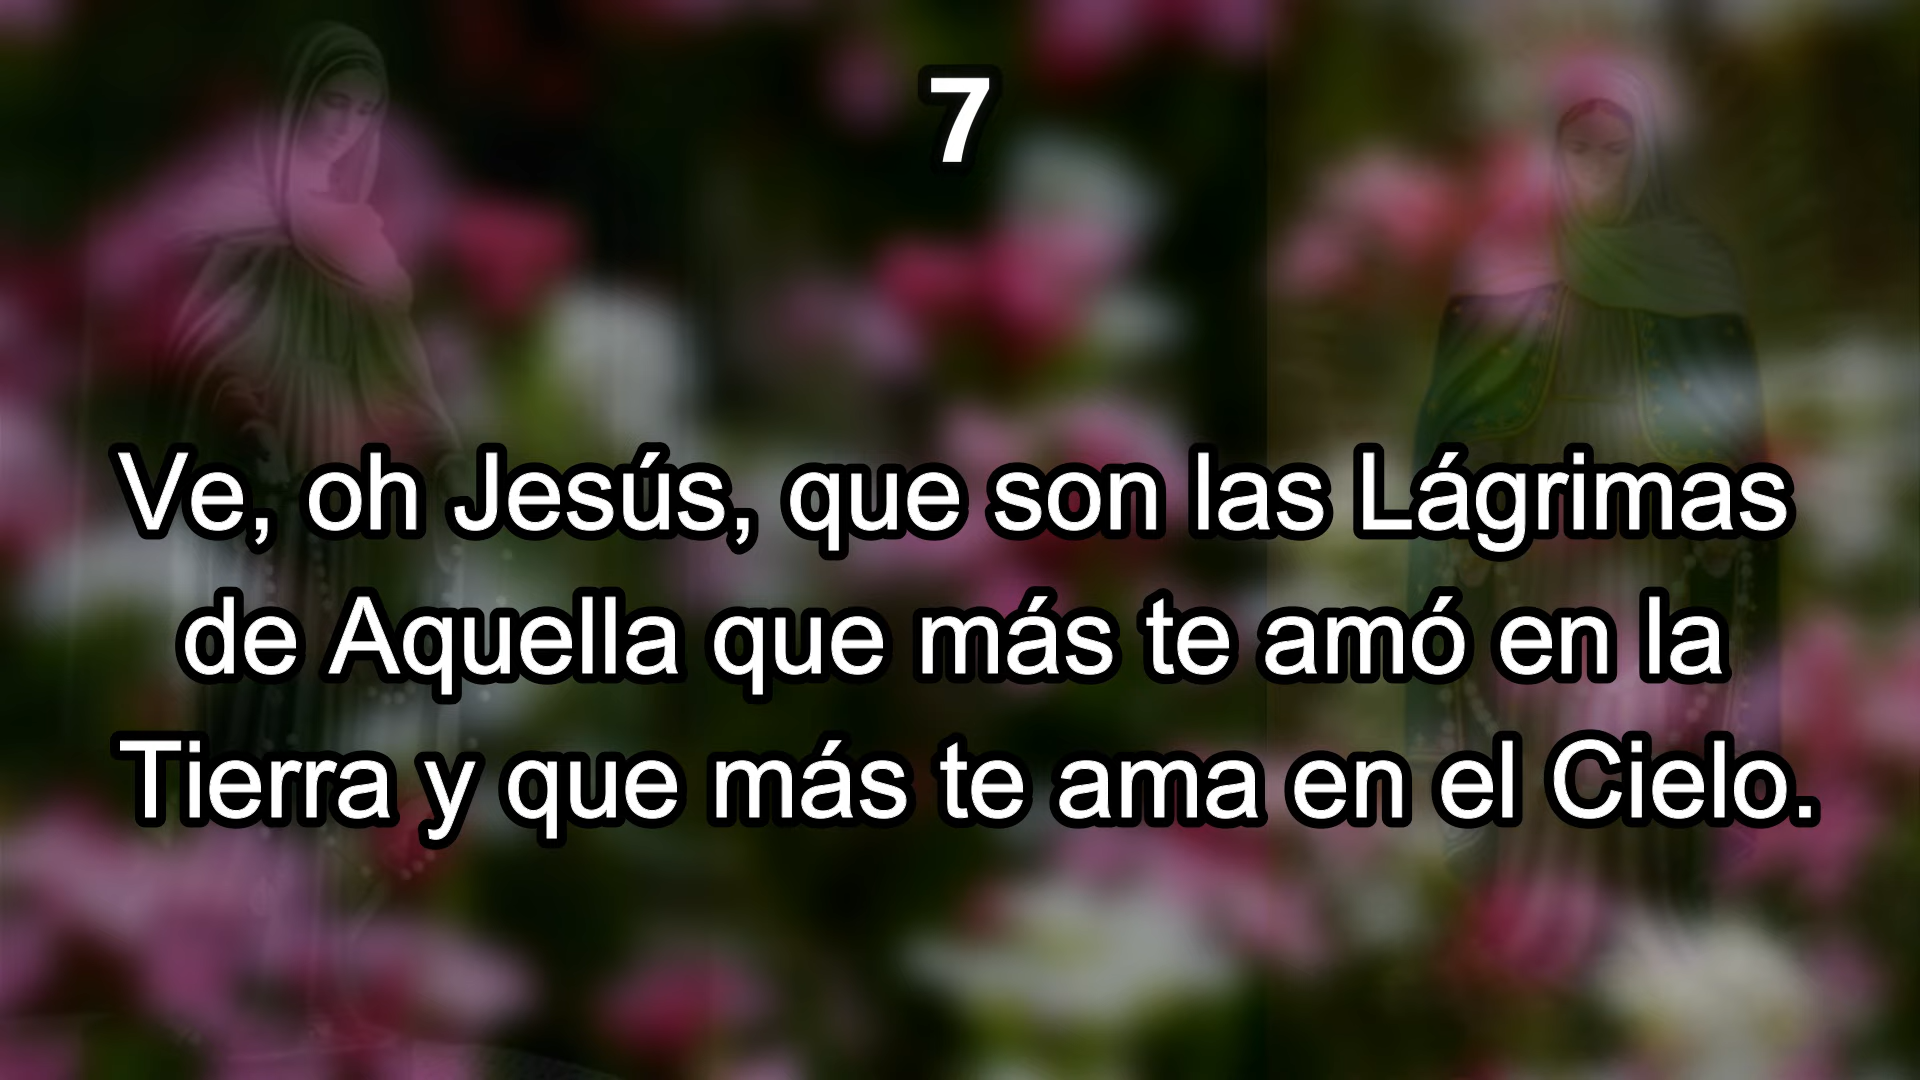 7
Ve, oh Jesús, que son las Lágrimas
de Aquella que más te amó en la
Tierra y que más te ama en el Cielo.